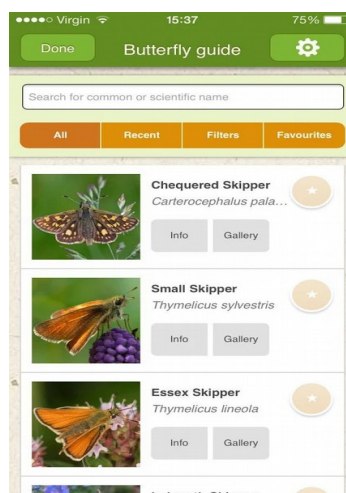 Virgin 15:37 75%
Done Butterfly guide
Search for common or scientific name
All Recent Filters Favourites
Chequered Skipper
Carterocephalus pala...
Info Gallery
Small Skipper
Thymelicus sylvestris
Info Gallery
Essex Skipper
Thymelicus lineola
Info Gallery